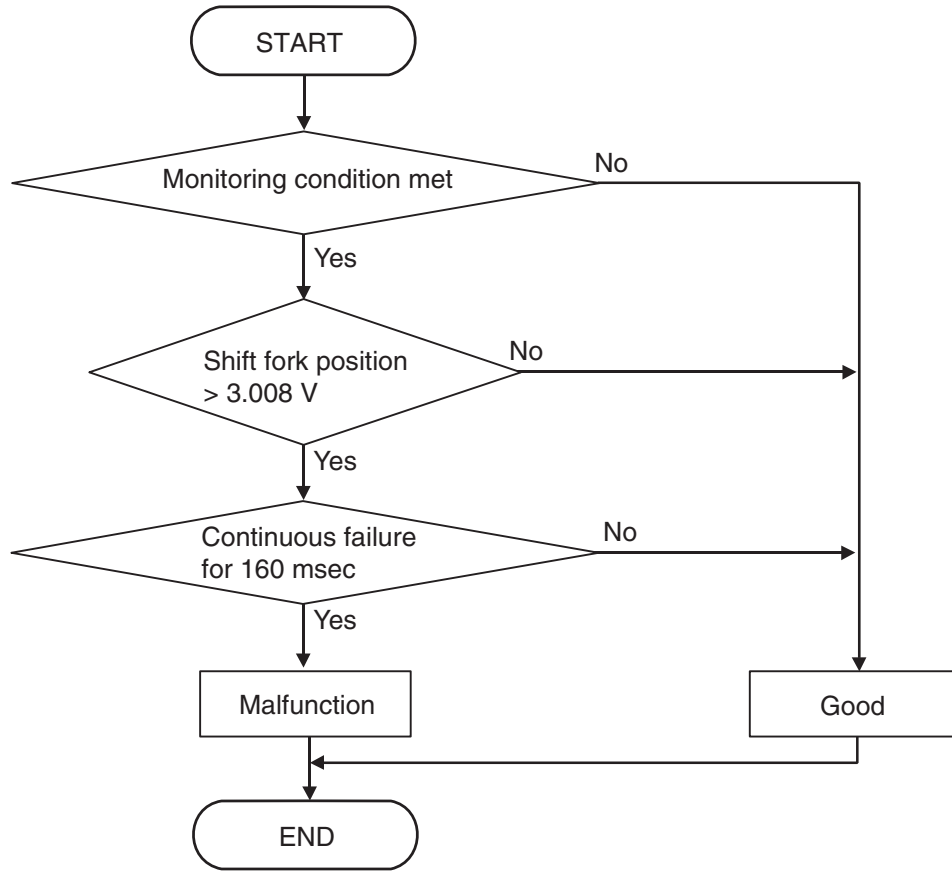 START
Monitoring condition met
No
Yes
Shift fork position
> 3.008 V
No
Yes
Continuous failure
for 160 msec
No
Yes
Malfunction
Good
END